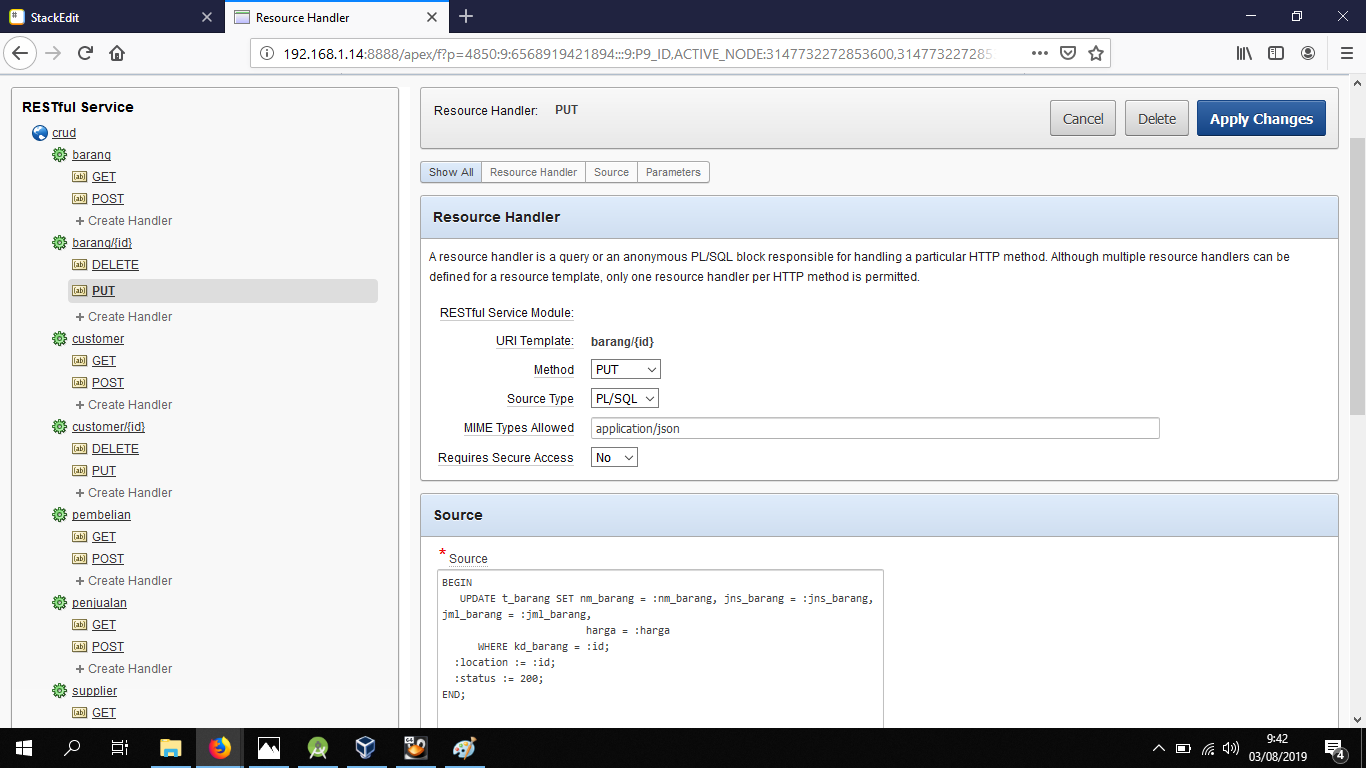 StackEdit
Resource Handler
192.168.1.14:8888/apex/f?p=4850:9:6568919421894:::9:P9_ID,ACTIVE_NODE:3147732272853600,314773227285
RESTful Service
crud
barang
GET
POST
+ Create Handler
barang/{id}
DELETE
PUT
+ Create Handler
customer
GET
POST
+ Create Handler
customer/{id}
DELETE
PUT
+ Create Handler
pembelian
GET
POST
+ Create Handler
penjualan
GET
POST
+ Create Handler
supplier
GET
Resource Handler: PUT
Cancel
Delete
Apply Changes
Show All
Resource Handler
Source
Parameters
Resource Handler
A resource handler is a query or an anonymous PL/SQL block responsible for handling a particular HTTP method. Although multiple resource handlers can be
defined for a resource template, only one resource handler per HTTP method is permitted.
RESTful Service Module:
URI Template: barang/{id}
Method PUT
Source Type PL/SQL
MIME Types Allowed application/json
Requires Secure Access No
Source
* Source
BEGIN
UPDATE t_barang SET nm_barang = :nm_barang, jns_barang = :jns_barang,
jml_barang = :jml_barang,
harga = :harga
WHERE kd_barang = :id;
:location := :id;
:status := 200;
END;
9:42
03/08/2019
4